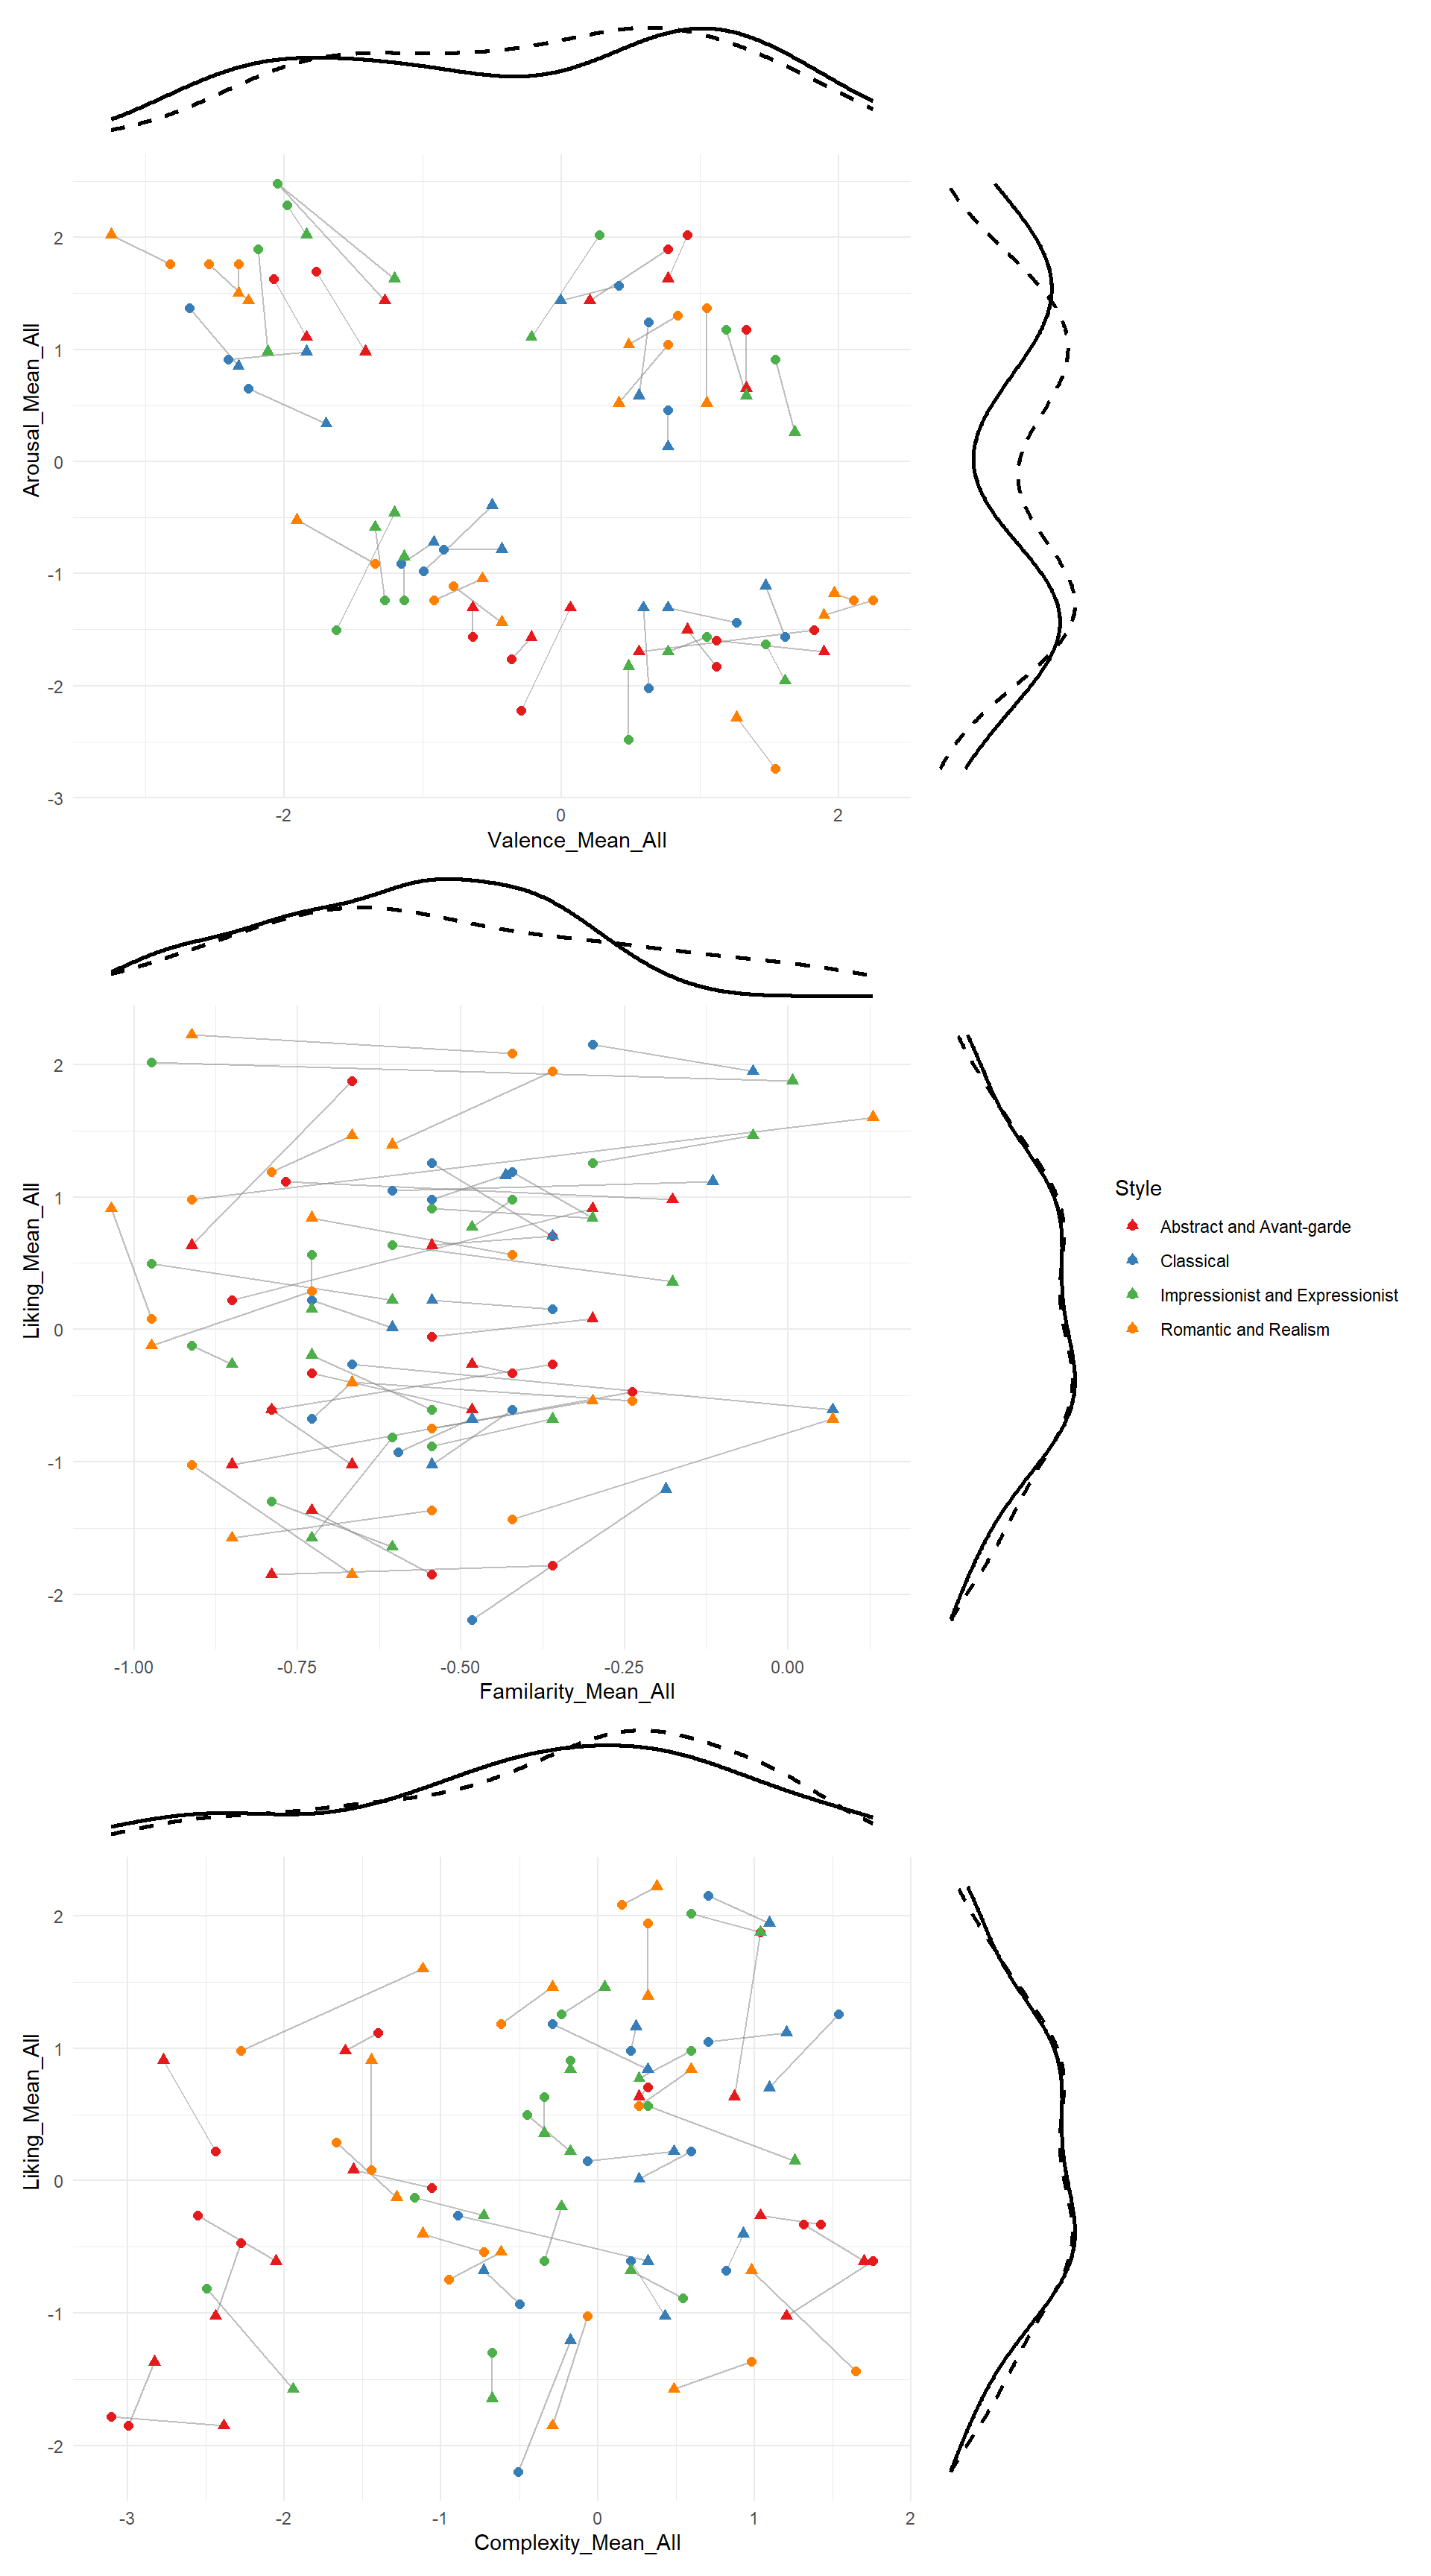 2
1
0
-1
-2
-3
Arousal_Mean_All
-2 0 2
Valence_Mean_All
2
1
0
-1
-2
Liking_Mean_All
-1.00 -0.75 -0.50 -0.25 0.00
Familarity_Mean_All
Style
Abstract and Avant-garde
Classical
Impressionist and Expressionist
Romantic and Realism
2
1
0
-1
-2
Liking_Mean_All
-3 -2 -1 0 1 2
Complexity_Mean_All